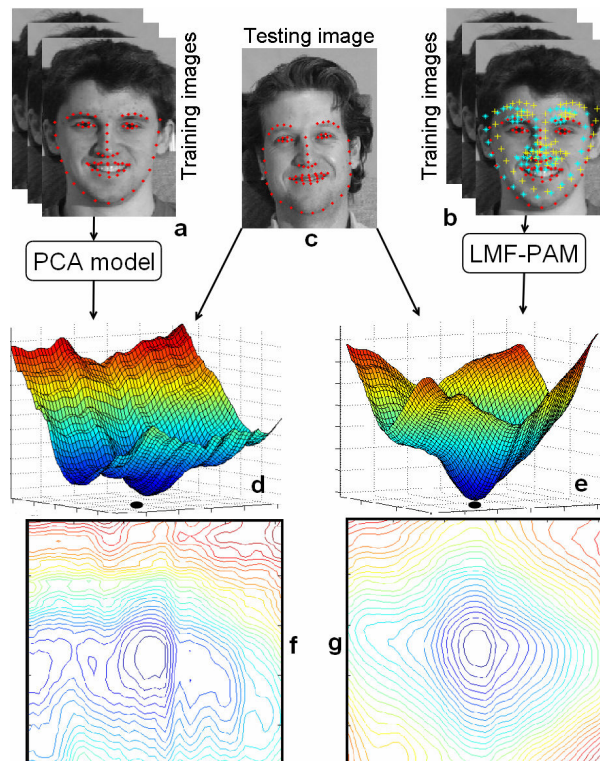 Training images
Testing image
Training images
a
b
c
PCA model
LMF-PAM
d
e
f
g